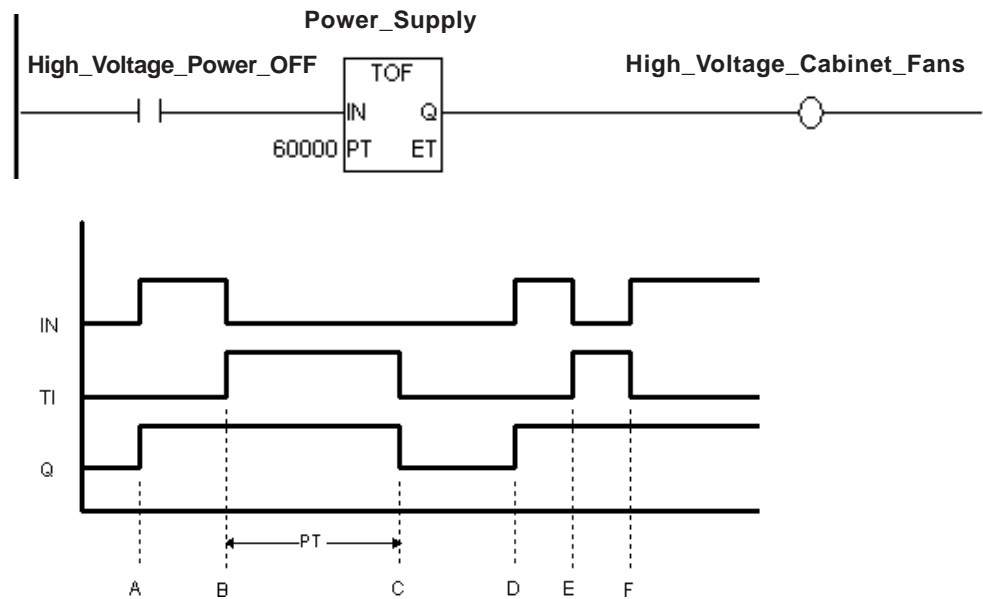 Power_Supply
High_Voltage_Power_OFF
TOF
High_Voltage_Cabinet_Fans
IN Q
60000 PT ET
IN
TI
Q
PT
A B C D E F